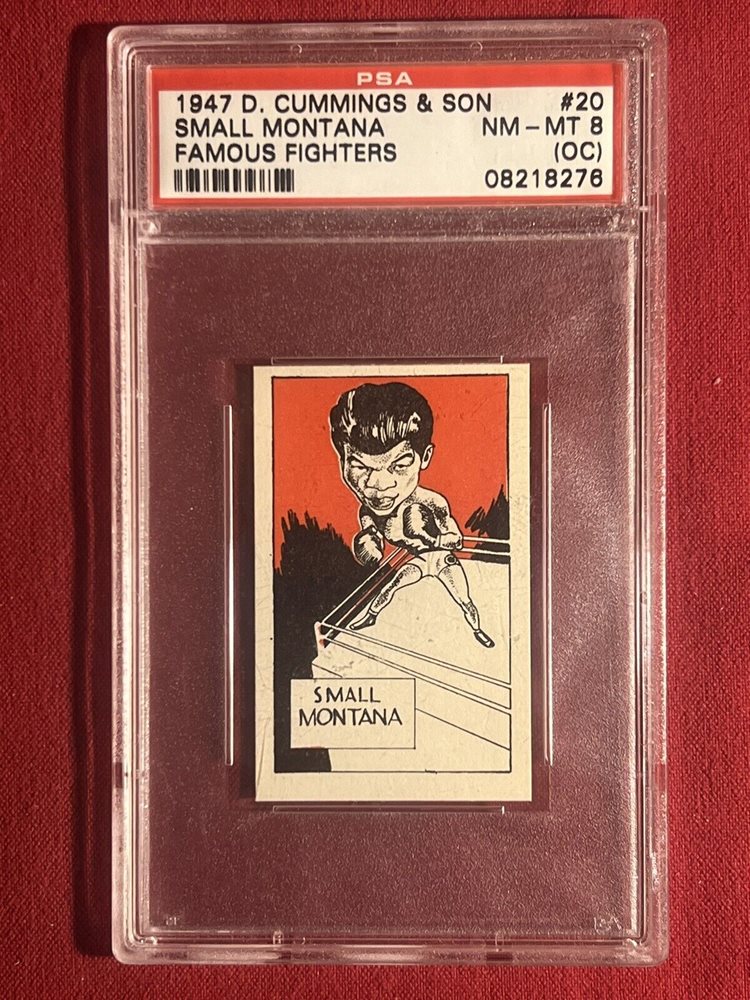 PSA
1947 D. CUMMINGS & SON #20
SMALL MONTANA NM - MT 8
FAMOUS FIGHTERS (OC)
08218276
SMALL
MONTANA